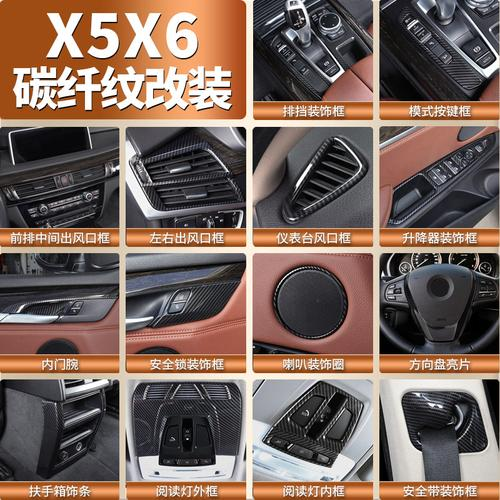 X5X6
碳纤纹改装
排挡装饰框
模式按键框
前排中间出风口框
左右出风口框
仪表台风口框
升降器装饰框
内门腕
安全锁装饰框
喇叭装饰圈
方向盘亮片
扶手箱饰条
阅读灯外框
阅读灯内框
安全带装饰框